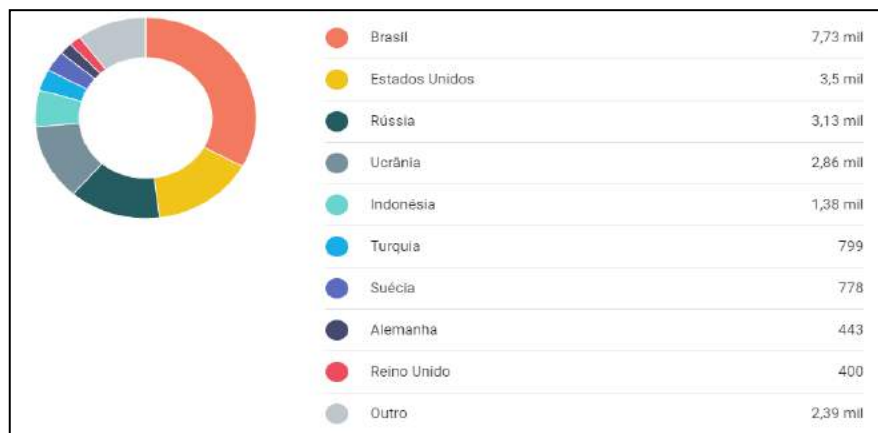 Brasil 7,73 mil
Estados Unidos 3,5 mil
Rússia 3,13 mil
Ucrânia 2,86 mil
Indonésia 1,38 mil
Turquia 799
Suécia 778
Alemanha 443
Reino Unido 400
Outro 2,39 mil